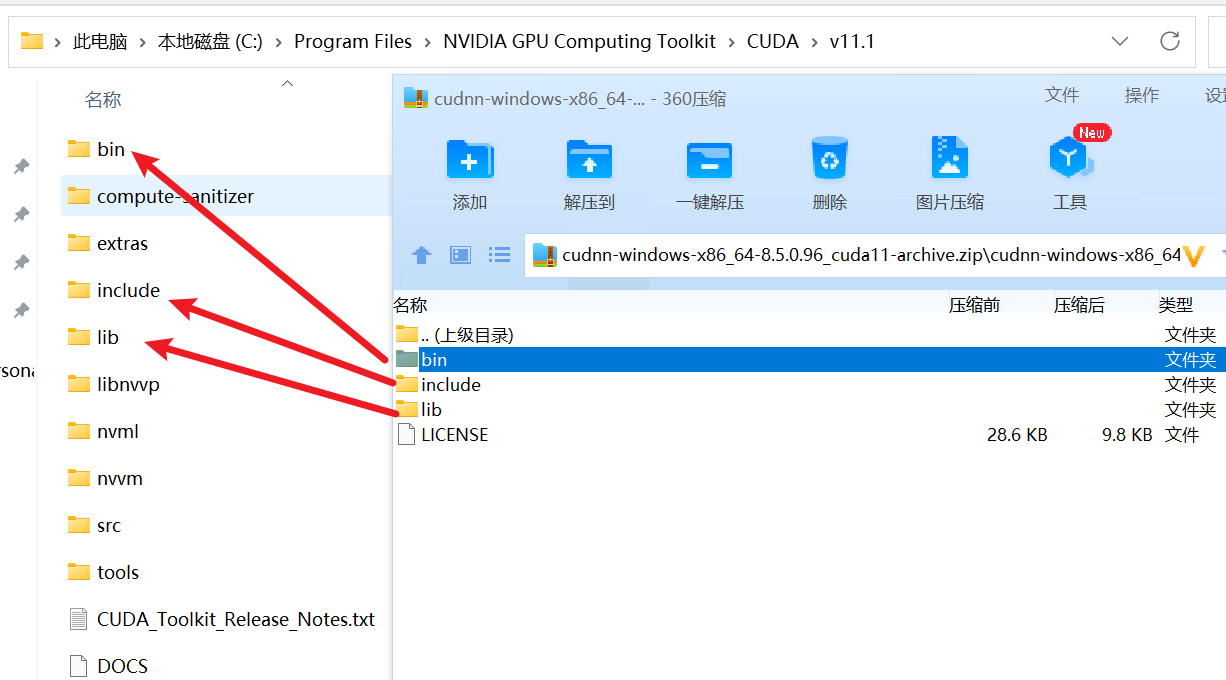 此电脑 本地磁盘 (C:) Program Files NVIDIA GPU Computing Toolkit CUDA v11.1
名称
bin
compute-sanitizer
extras
include
lib
libnvvp
nvml
nvvm
src
tools
CUDA_Toolkit_Release_Notes.txt
DOCS
cudnn-windows-x86_64-... - 360压缩
文件 操作
New
添加 解压到 一键解压 删除 图片压缩 工具
cudnn-windows-x86_64-8.5.0.96_cuda11-archive.zip\cudnn-windows-x86_64
名称 压缩前 压缩后 类型
.. (上级目录) 文件夹
bin 文件夹
include 文件夹
lib 文件夹
LICENSE 28.6 KB 9.8 KB 文件